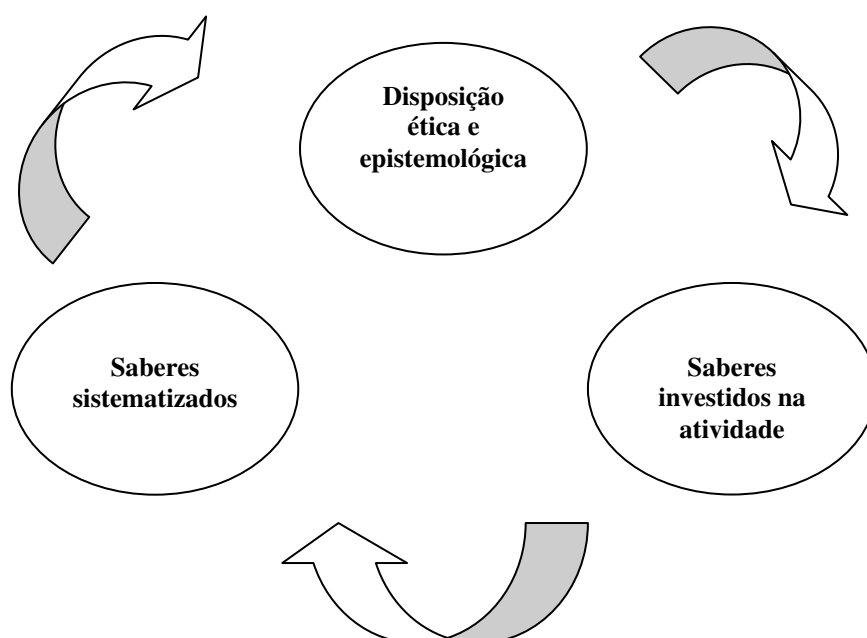 Disposição
ética e
epistemológica
Saberes
sistematizados
Saberes
investidos na
atividade